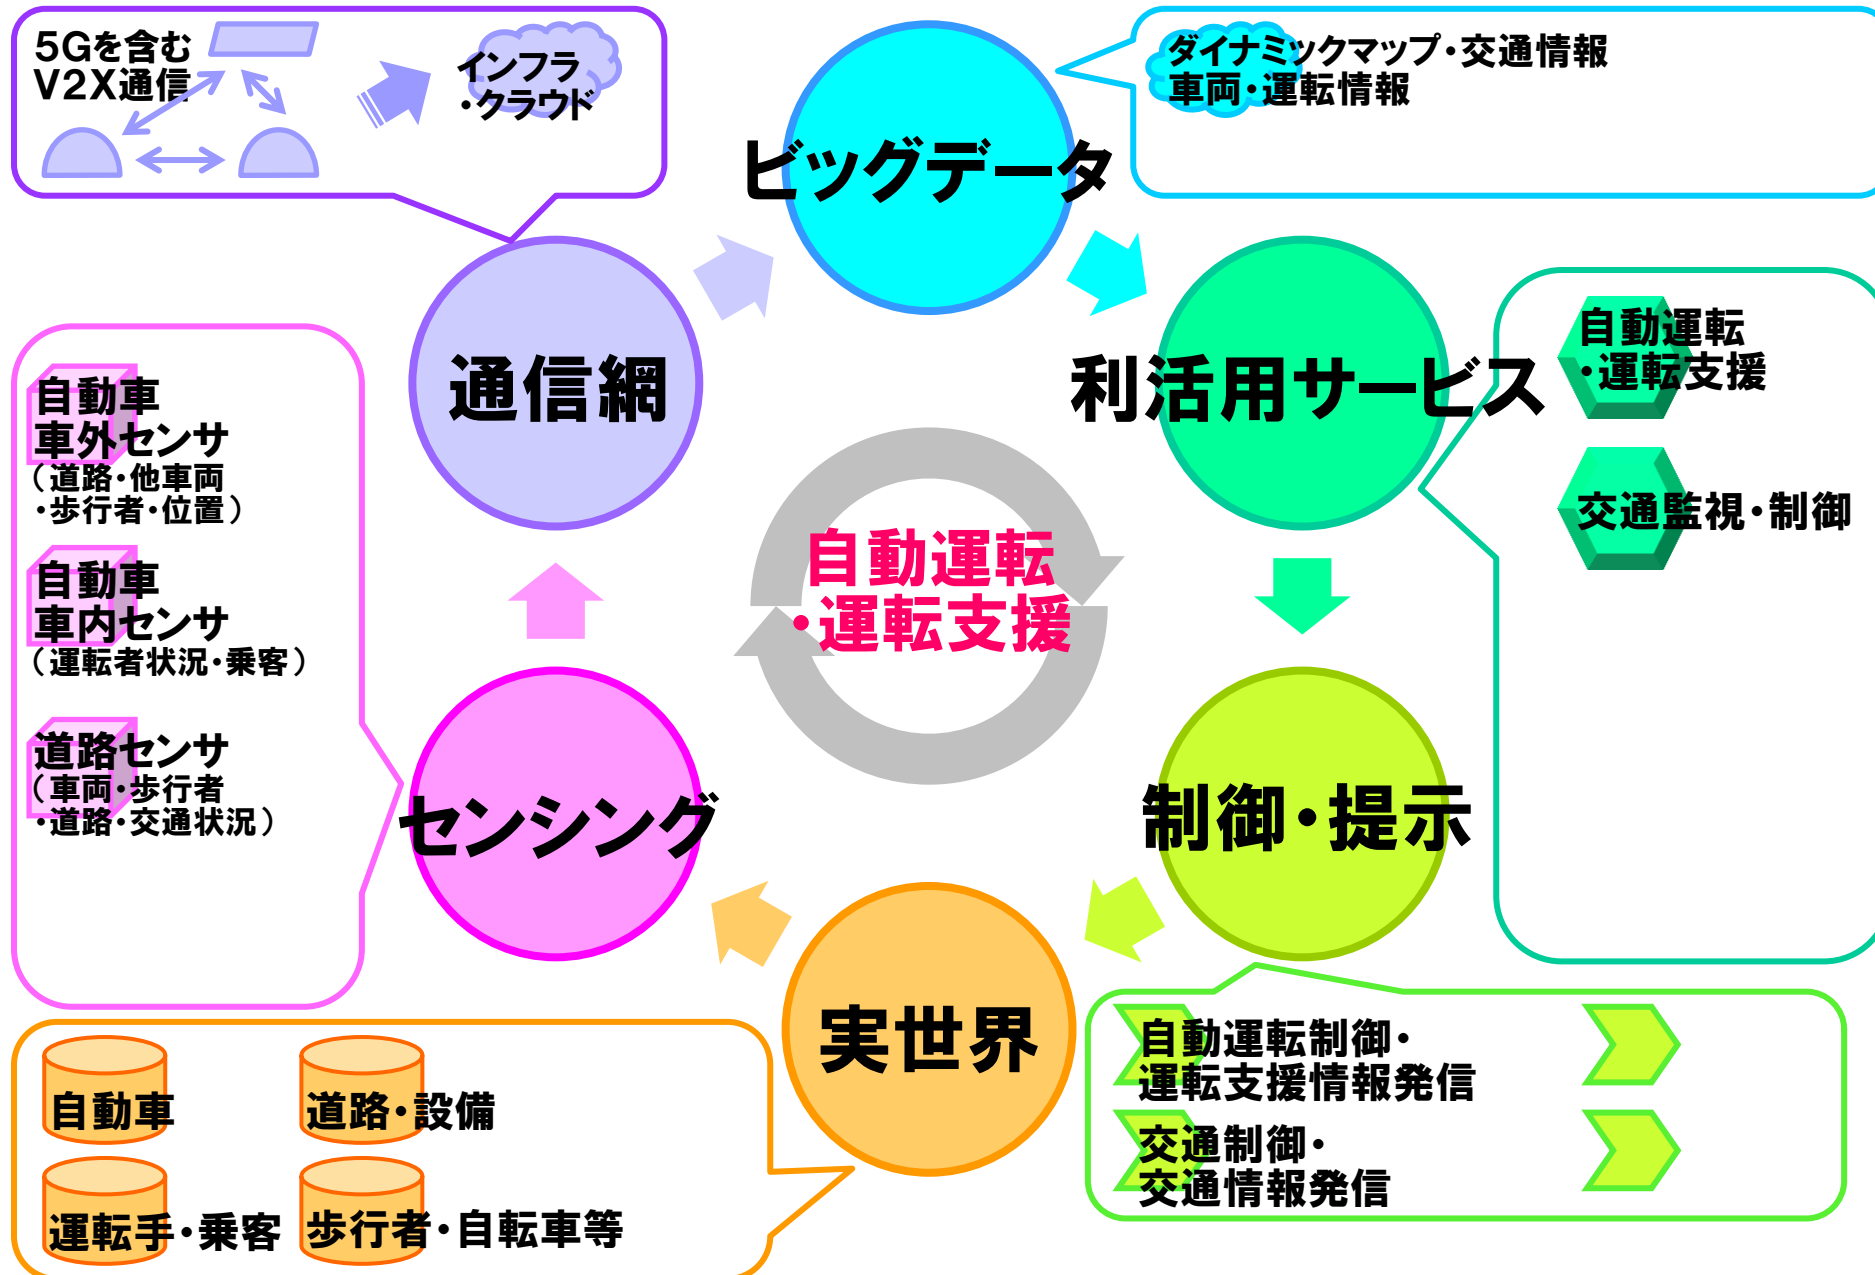 5Gを含む
V2X通信
インフラ
・クラウド
ビッグデータ
ダイナミックマップ・交通情報
車両・運転情報
通信網
利活用サービス
自動運転
・運転支援
交通監視・制御
自動車
車外センサ
（道路・他車両
・歩行者・位置）
自動車
車内センサ
（運転者状況・乗客）
道路センサ
（車両・歩行者
・道路・交通状況）
自動運転
・運転支援
センシング
制御・提示
実世界
自動車
道路・設備
運転手・乗客
歩行者・自転車等
自動運転制御・
運転支援情報発信
交通制御・
交通情報発信